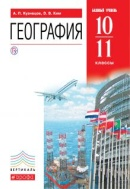 БАЗОВЫЙ УРОВЕНЬ
А. П. Кузнецов, Э. В. Ким
ГЕОГРАФИЯ
10
11
КЛАССЫ
ВЕРТИКАЛЬ
ДРОФА